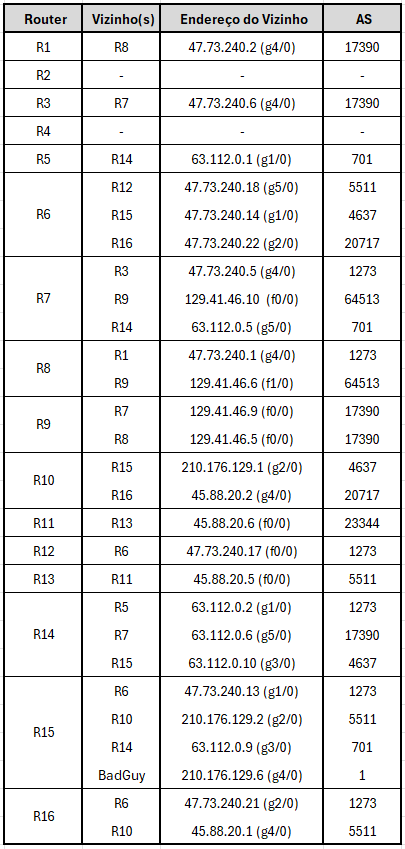 Router Vizinho(s) Endereço do Vizinho AS
R1 R8 47.73.240.2 (g4/0) 17390
R2 - - -
R3 R7 47.73.240.6 (g4/0) 17390
R4 - - -
R5 R14 63.112.0.1 (g1/0) 701
R12 47.73.240.18 (g5/0) 5511
R6 R15 47.73.240.14 (g1/0) 4637
R16 47.73.240.22 (g2/0) 20717
R3 47.73.240.5 (g4/0) 1273
R7 R9 129.41.46.10 (f0/0) 64513
R14 63.112.0.5 (g5/0) 701
R8 R1 47.73.240.1 (g4/0) 1273
R9 129.41.46.6 (f1/0) 64513
R9 R7 129.41.46.9 (f0/0) 17390
R8 129.41.46.5 (f0/0) 17390
R10 R15 210.176.129.1 (g2/0) 4637
R16 45.88.20.2 (g4/0) 20717
R11 R13 45.88.20.6 (f0/0) 23344
R12 R6 47.73.240.17 (f0/0) 1273
R13 R11 45.88.20.5 (f0/0) 5511
R5 63.112.0.2 (g1/0) 1273
R14 R7 63.112.0.6 (g5/0) 17390
R15 63.112.0.10 (g3/0) 4637
R6 47.73.240.13 (g1/0) 1273
R15 R10 210.176.129.2 (g2/0) 5511
R14 63.112.0.9 (g3/0) 701
BadGuy 210.176.129.6 (g4/0) 1
R16 R6 47.73.240.21 (g2/0) 1273
R10 45.88.20.1 (g4/0) 5511